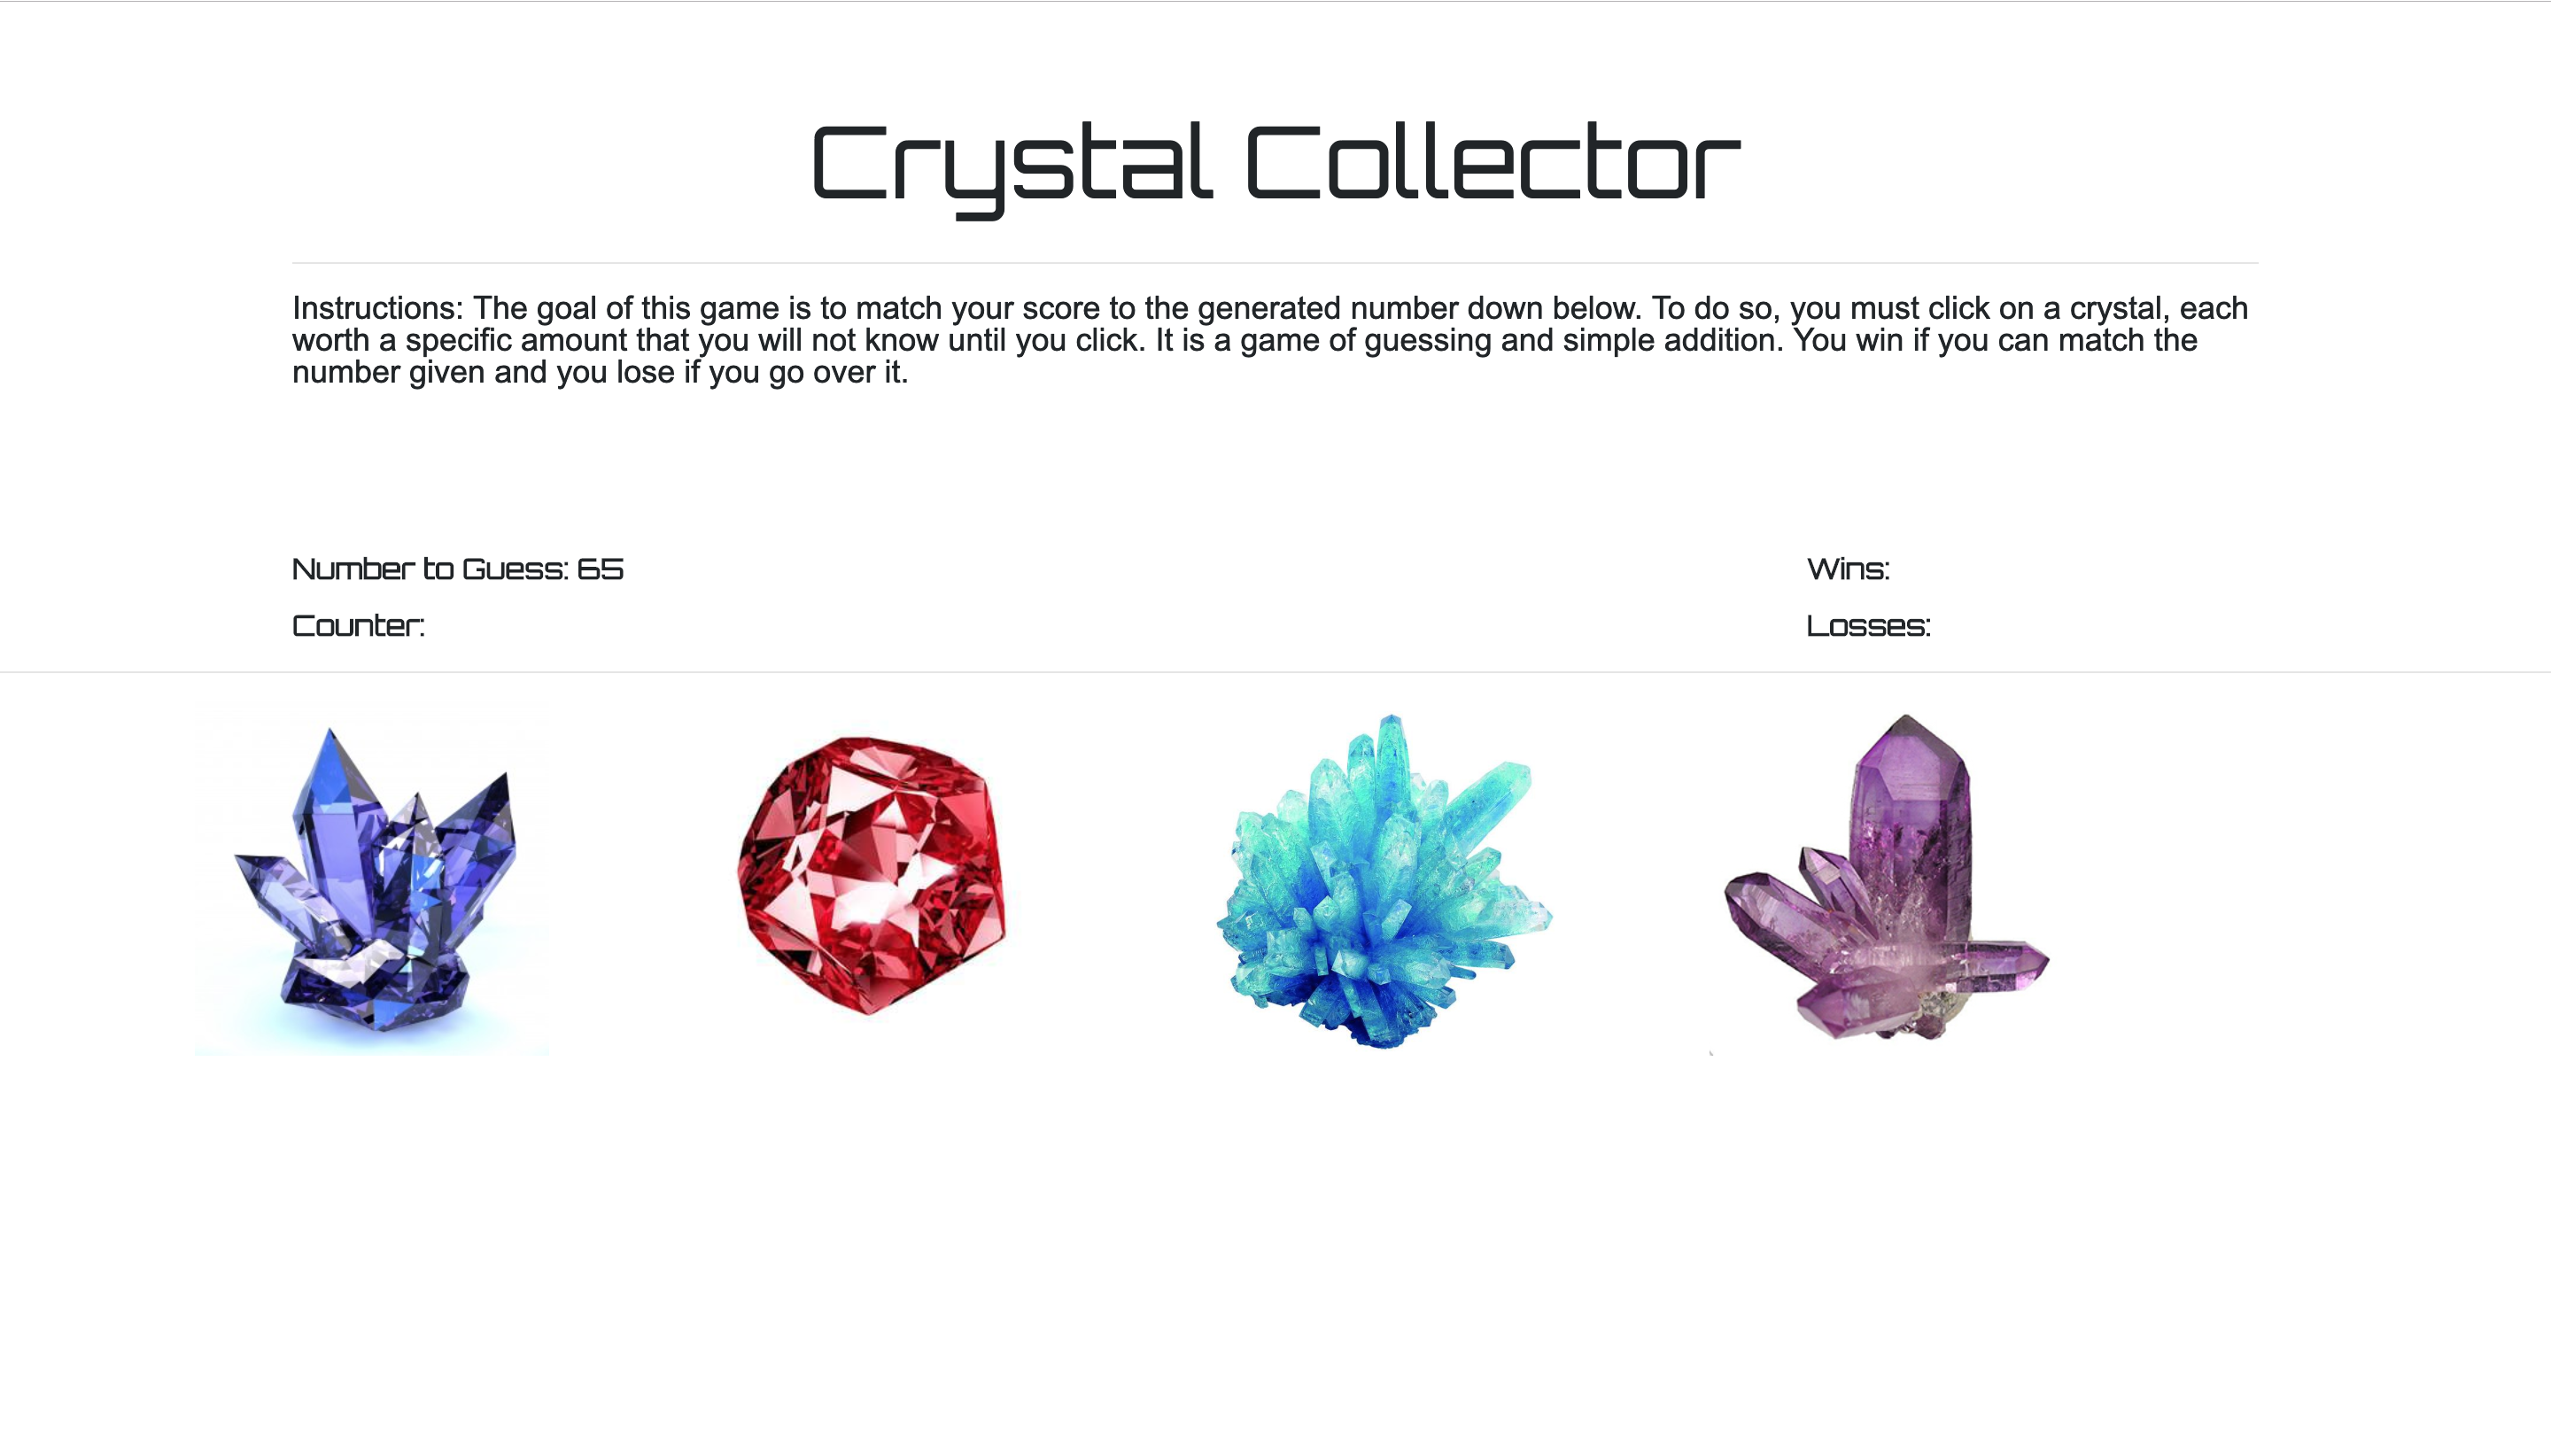 Crystal Collector
Instructions: The goal of this game is to match your score to the generated number down below. To do so, you must click on a crystal, each
worth a specific amount that you will not know until you click. It is a game of guessing and simple addition. You win if you can match the
number given and you lose if you go over it.
Number to Guess: 65
Wins:
Counter:
Losses: